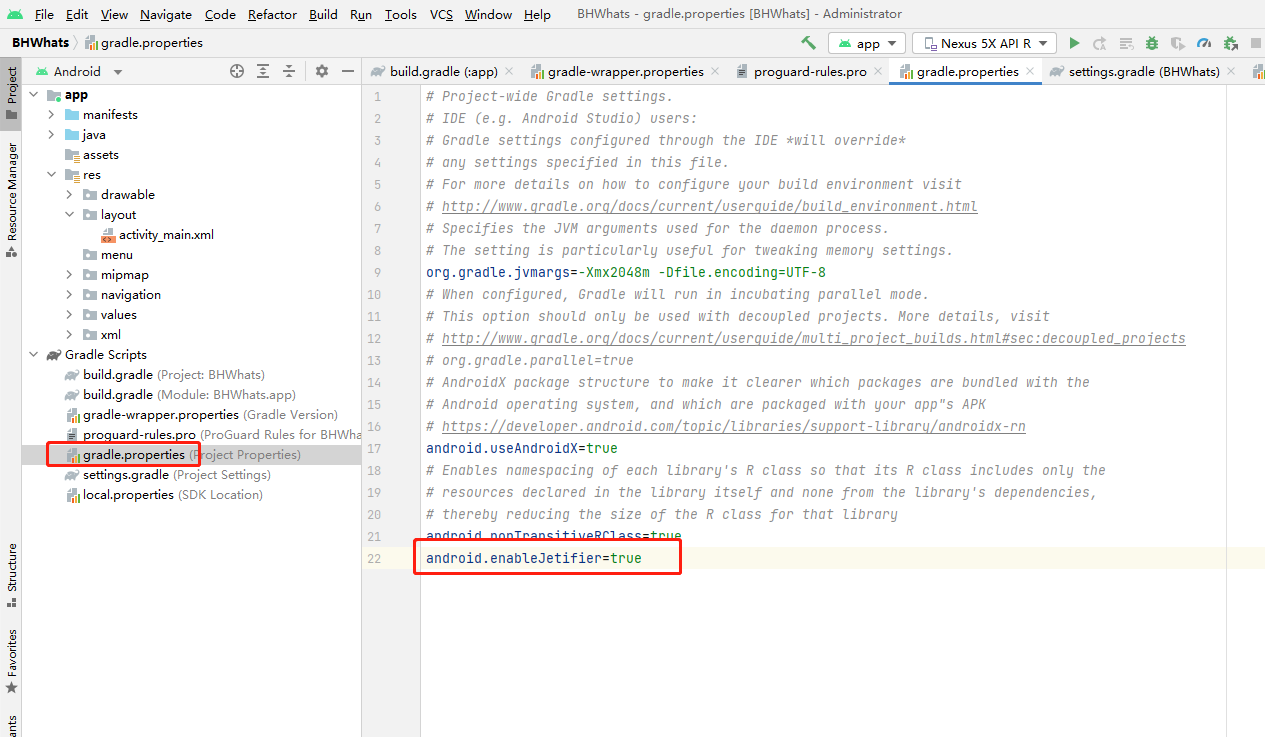 File Edit View Navigate Code Refactor Build Run Tools VCS Window Help BHWhats - gradle.properties [BHWhats] - Administrator
BHWhats gradle.properties app Nexus 5X API R
Project
Resource Manager
Structure
Favorites
Android
build.gradle (:app) gradle-wrapper.properties proguard-rules.pro gradle.properties settings.gradle (BHWhats)
app
manifests
java
assets
res
drawable
layout
activity_main.xml
menu
mipmap
navigation
values
xml
Gradle Scripts
build.gradle (Project: BHWhats)
build.gradle (Module: BHWhats.app)
gradle-wrapper.properties (Gradle Version)
proguard-rules.pro (ProGuard Rules for BHWha
gradle.properties (Project Properties)
settings.gradle (Project Settings)
local.properties (SDK Location)
1 # Project-wide Gradle settings.
2 # IDE (e.g. Android Studio) users:
3 # Gradle settings configured through the IDE *will override*
4 # any settings specified in this file.
5 # For more details on how to configure your build environment visit
6 # http://www.gradle.org/docs/current/userguide/build_environment.html
7 # Specifies the JVM arguments used for the daemon process.
8 # The setting is particularly useful for tweaking memory settings.
9 org.gradle.jvmargs=-Xmx2048m -Dfile.encoding=UTF-8
10 # When configured, Gradle will run in incubating parallel mode.
11 # This option should only be used with decoupled projects. More details, visit
12 # http://www.gradle.org/docs/current/userguide/multi_project_builds.html#sec:decoupled_projects
13 # org.gradle.parallel=true
14 # AndroidX package structure to make it clearer which packages are bundled with the
15 # Android operating system, and which are packaged with your app"s APK
16 # https://developer.android.com/topic/libraries/support-library/androidx-rn
17 android.useAndroidX=true
18 # Enables namespacing of each library's R class so that its R class includes only the
19 # resources declared in the library itself and none from the library's dependencies,
20 # thereby reducing the size of the R class for that library
21 android.nonTransitiveRClass=true
22 android.enableJetifier=true